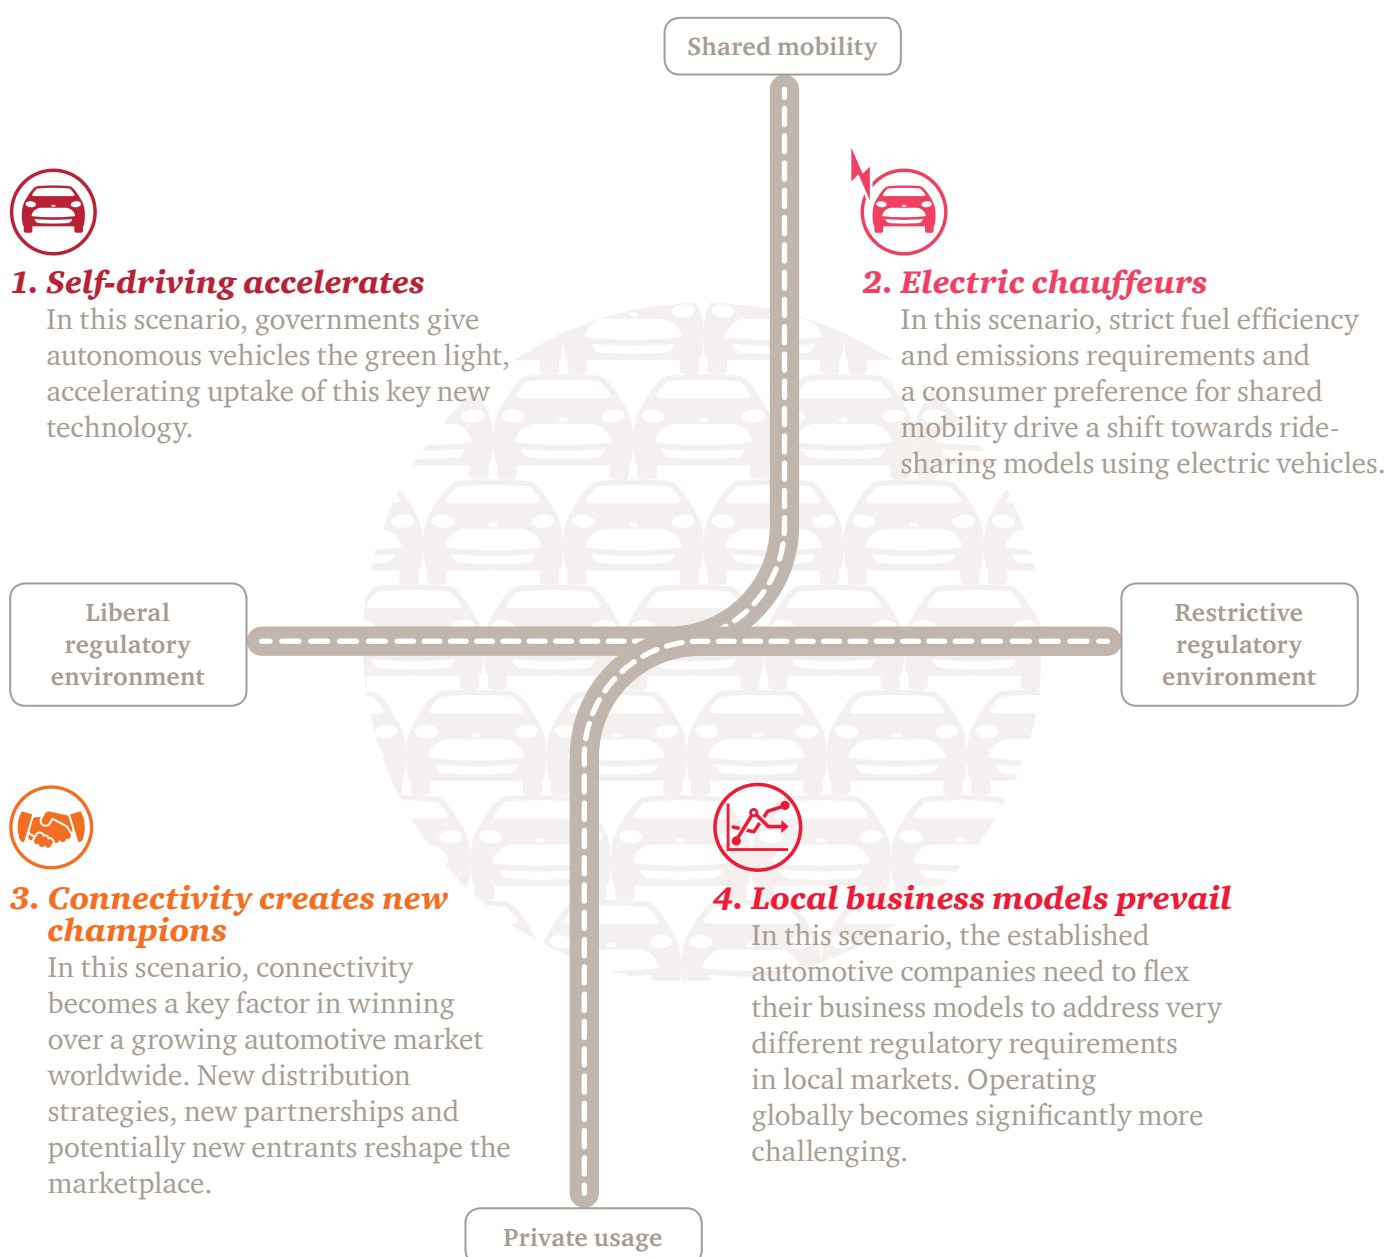 Shared mobility
1. Self-driving accelerates
In this scenario, governments give
autonomous vehicles the green light,
accelerating uptake of this key new
technology.
2. Electric chauffeurs
In this scenario, strict fuel efficiency
and emissions requirements and
a consumer preference for shared
mobility drive a shift towards ride-
sharing models using electric vehicles.
Liberal
regulatory
environment
Restrictive
regulatory
environment
3. Connectivity creates new
champions
In this scenario, connectivity
becomes a key factor in winning
over a growing automotive market
worldwide. New distribution
strategies, new partnerships and
potentially new entrants reshape the
marketplace.
4. Local business models prevail
In this scenario, the established
automotive companies need to flex
their business models to address very
different regulatory requirements
in local markets. Operating
globally becomes significantly more
challenging.
Private usage